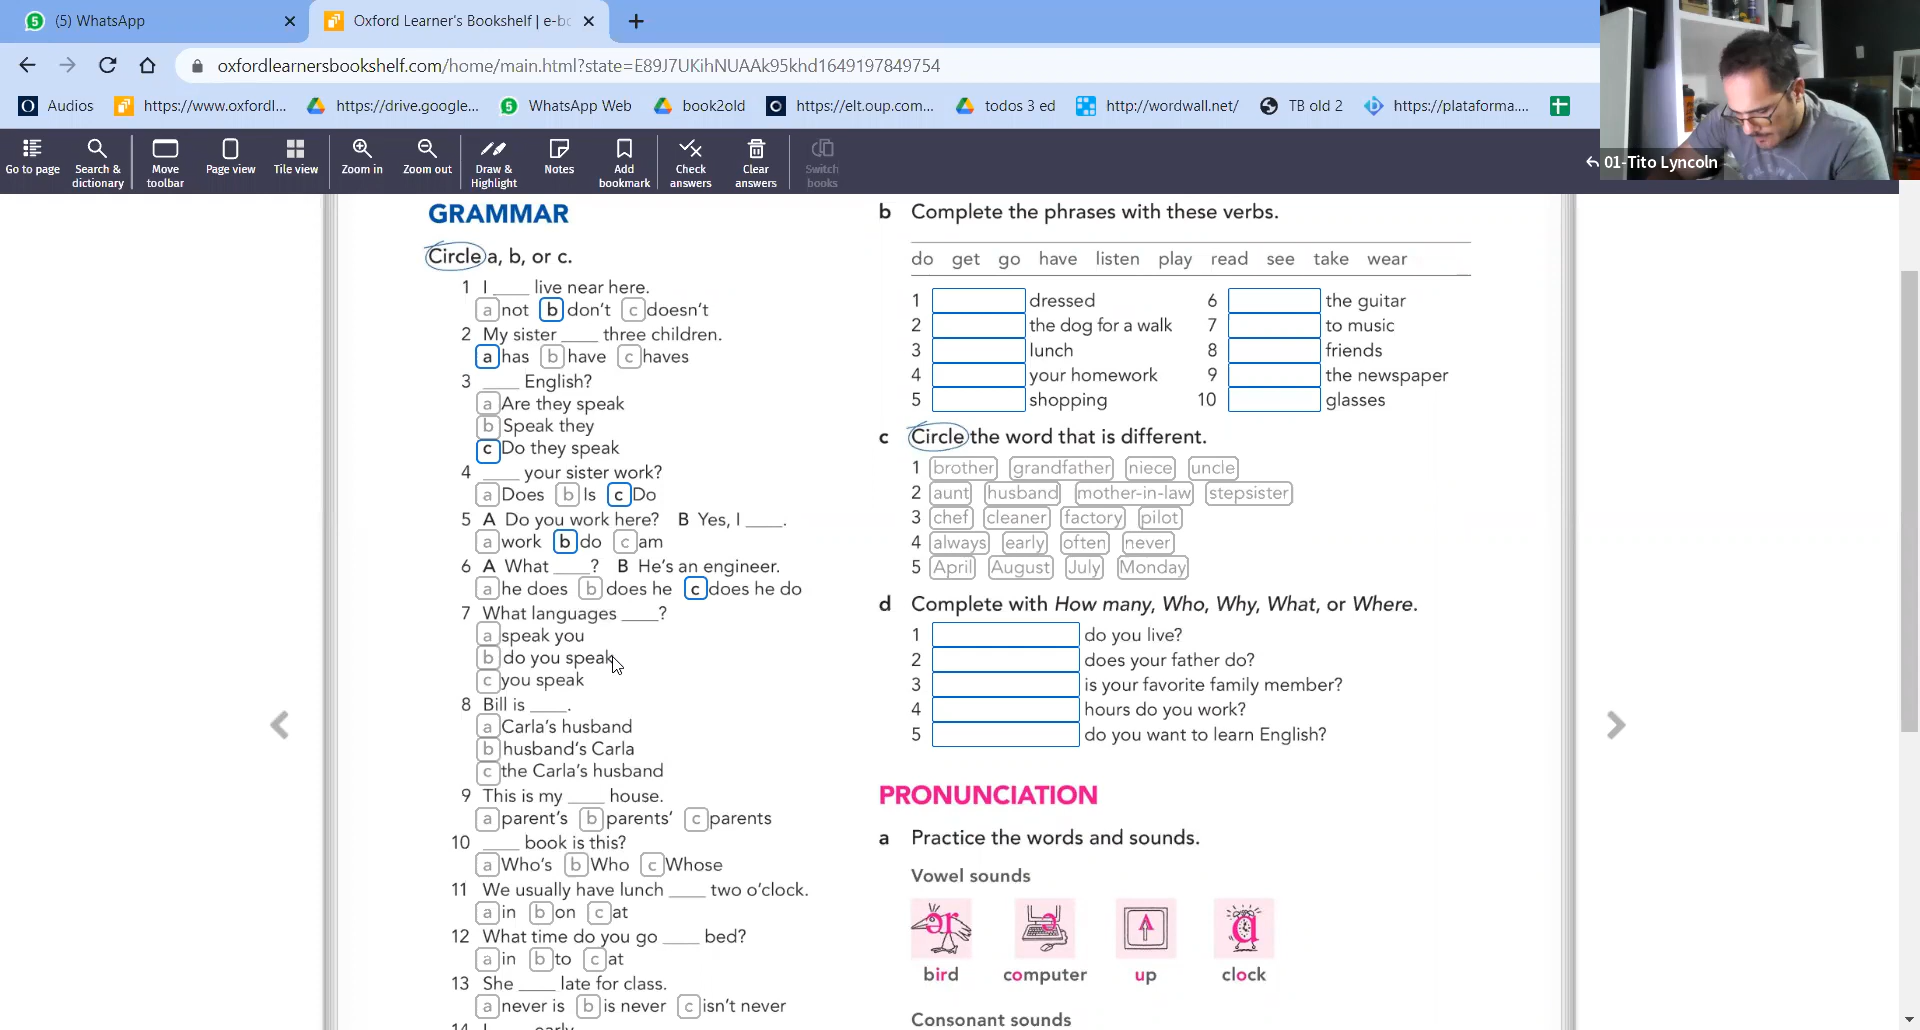 (5) WhatsApp
Oxford Learner's Bookshelf | e-bo
oxfordlearnersbookshelf.com/home/main.html?state=E89J7UKihNUAAk95khd1649197849754
Audios https://www.oxfordl... https://drive.google... WhatsApp Web book2old https://elt.oup.com... todos 3 ed http://wordwall.net/ TB old 2 https://plataforma....
01-Tito Lyncoln
Go to page
Search & dictionary
Move toolbar
Page view
Tile view
Zoom in
Zoom out
Draw & Highlight
Notes
Add bookmark
Check answers
Clear answers
Switch books
GRAMMAR
Circle a, b, or c.
1 I ____ live near here.
a not b don't c doesn't
2 My sister ____ three children.
a has b have c haves
3 ____ English?
a Are they speak
b Speak they
c Do they speak
4 ____ your sister work?
a Does b Is c Do
5 A Do you work here? B Yes, I ____.
a work b do c am
6 A What ____? B He's an engineer.
a he does b does he c does he do
7 What languages ____?
a speak you
b do you speak
c you speak
8 Bill is ____.
a Carla's husband
b husband's Carla
c the Carla's husband
9 This is my ____ house.
a parent's b parents' c parents
10 ____ book is this?
a Who's b Who c Whose
11 We usually have lunch ____ two o'clock.
a in b on c at
12 What time do you go ____ bed?
a in b to c at
13 She ____ late for class.
a never is b is never c isn't never
14 I ____ early
b Complete the phrases with these verbs.
do get go have listen play read see take wear
1 dressed
2 the dog for a walk
3 lunch
4 your homework
5 shopping
6 the guitar
7 to music
8 friends
9 the newspaper
10 glasses
c Circle the word that is different.
1 brother grandfather niece uncle
2 aunt husband mother-in-law stepsister
3 chef cleaner factory pilot
4 always early often never
5 April August July Monday
d Complete with How many, Who, Why, What, or Where.
1 do you live?
2 does your father do?
3 is your favorite family member?
4 hours do you work?
5 do you want to learn English?
PRONUNCIATION
a Practice the words and sounds.
Vowel sounds
ər ə ʌ ɑ
bird computer up clock
Consonant sounds